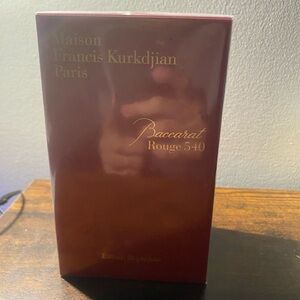 Maison
Francis Kurkdjian
Paris
Baccarat
Rouge 540